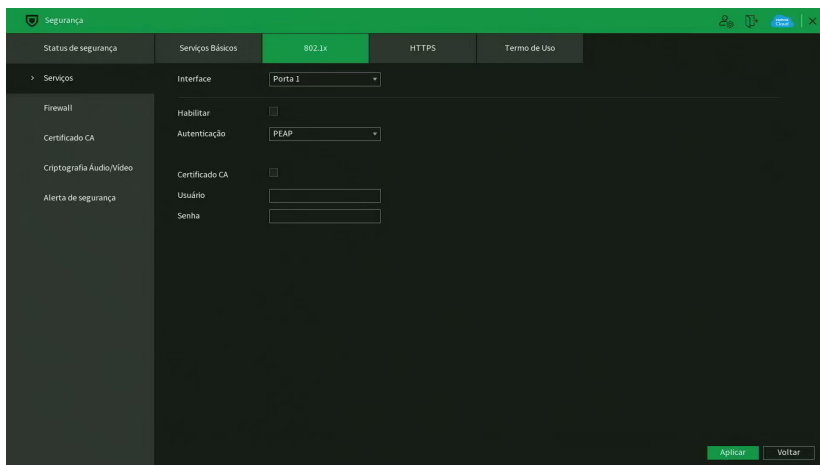 Segurança
Status de segurança
Serviços Básicos
802.1x
HTTPS
Termo de Uso
> Serviços
Firewall
Certificado CA
Criptografia Áudio/Vídeo
Alerta de segurança
Interface
Porta 1
Habilitar
Autenticação
PEAP
Certificado CA
Usuário
Senha
Aplicar
Voltar